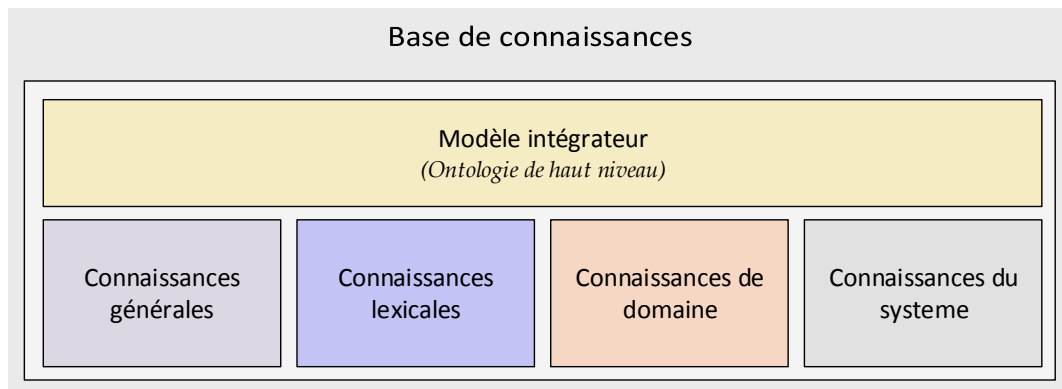 Base de connaissances
Modèle intégrateur
(Ontologie de haut niveau)
Connaissances
générales
Connaissances
lexicales
Connaissances de
domaine
Connaissances du
systeme